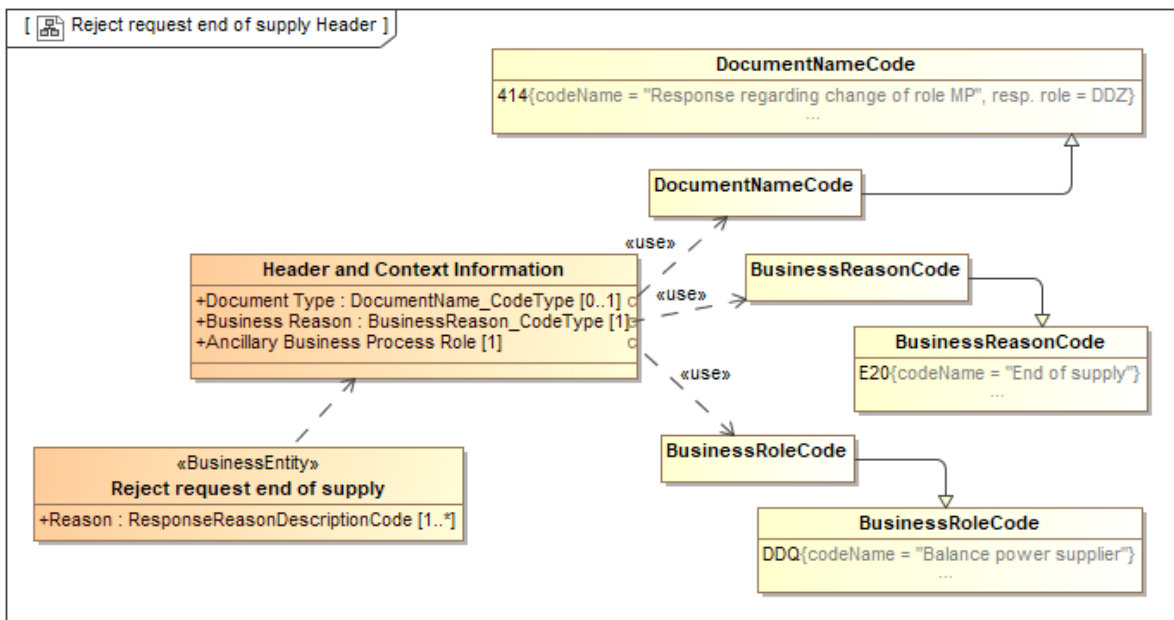 [ Reject request end of supply Header ]
DocumentNameCode
414{codeName = "Response regarding change of role MP", resp. role = DDZ}
...
DocumentNameCode
«use»
Header and Context Information
+Document Type : DocumentName_CodeType [0..1] c
+Business Reason : BusinessReason_CodeType [1] c
+Ancillary Business Process Role [1] c
«use»
BusinessReasonCode
BusinessReasonCode
E20{codeName = "End of supply"}
...
«use»
BusinessRoleCode
«BusinessEntity»
Reject request end of supply
+Reason : ResponseReasonDescriptionCode [1..*]
BusinessRoleCode
DDQ{codeName = "Balance power supplier"}
...